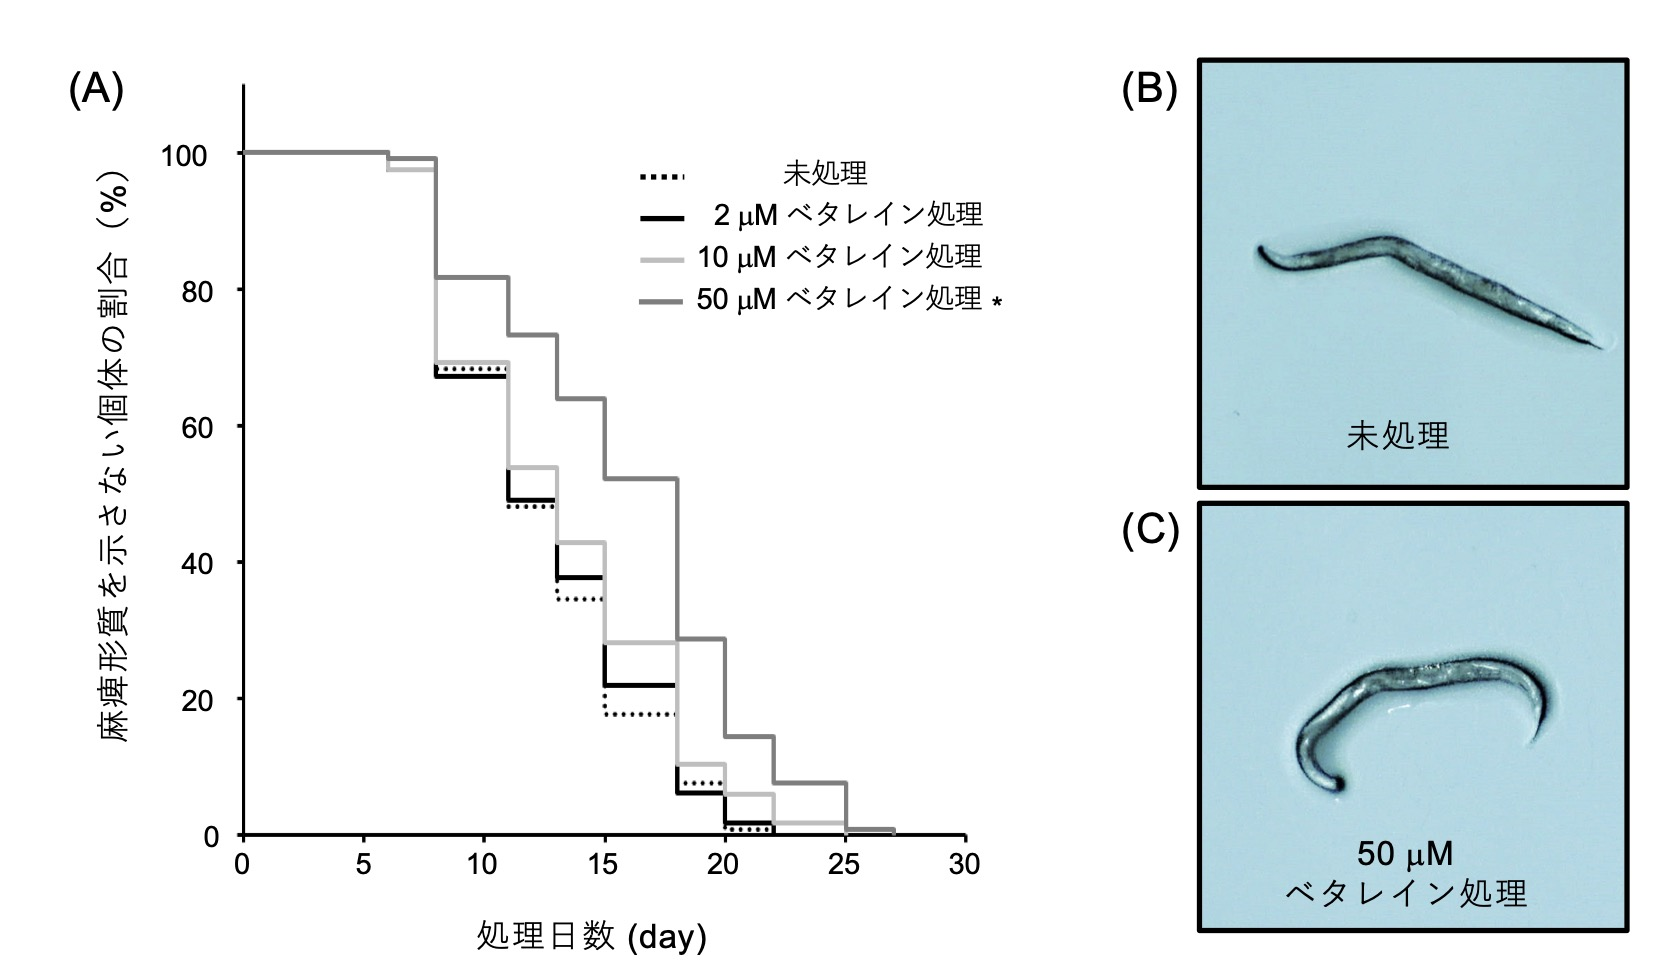 (A)
麻痺形質を示さない個体の割合（%）
100
80
60
40
20
0
0 5 10 15 20 25 30
処理日数 (day)
未処理
2 μM ベタレイン処理
10 μM ベタレイン処理
50 μM ベタレイン処理 *
(B)
未処理
(C)
50 μM
ベタレイン処理